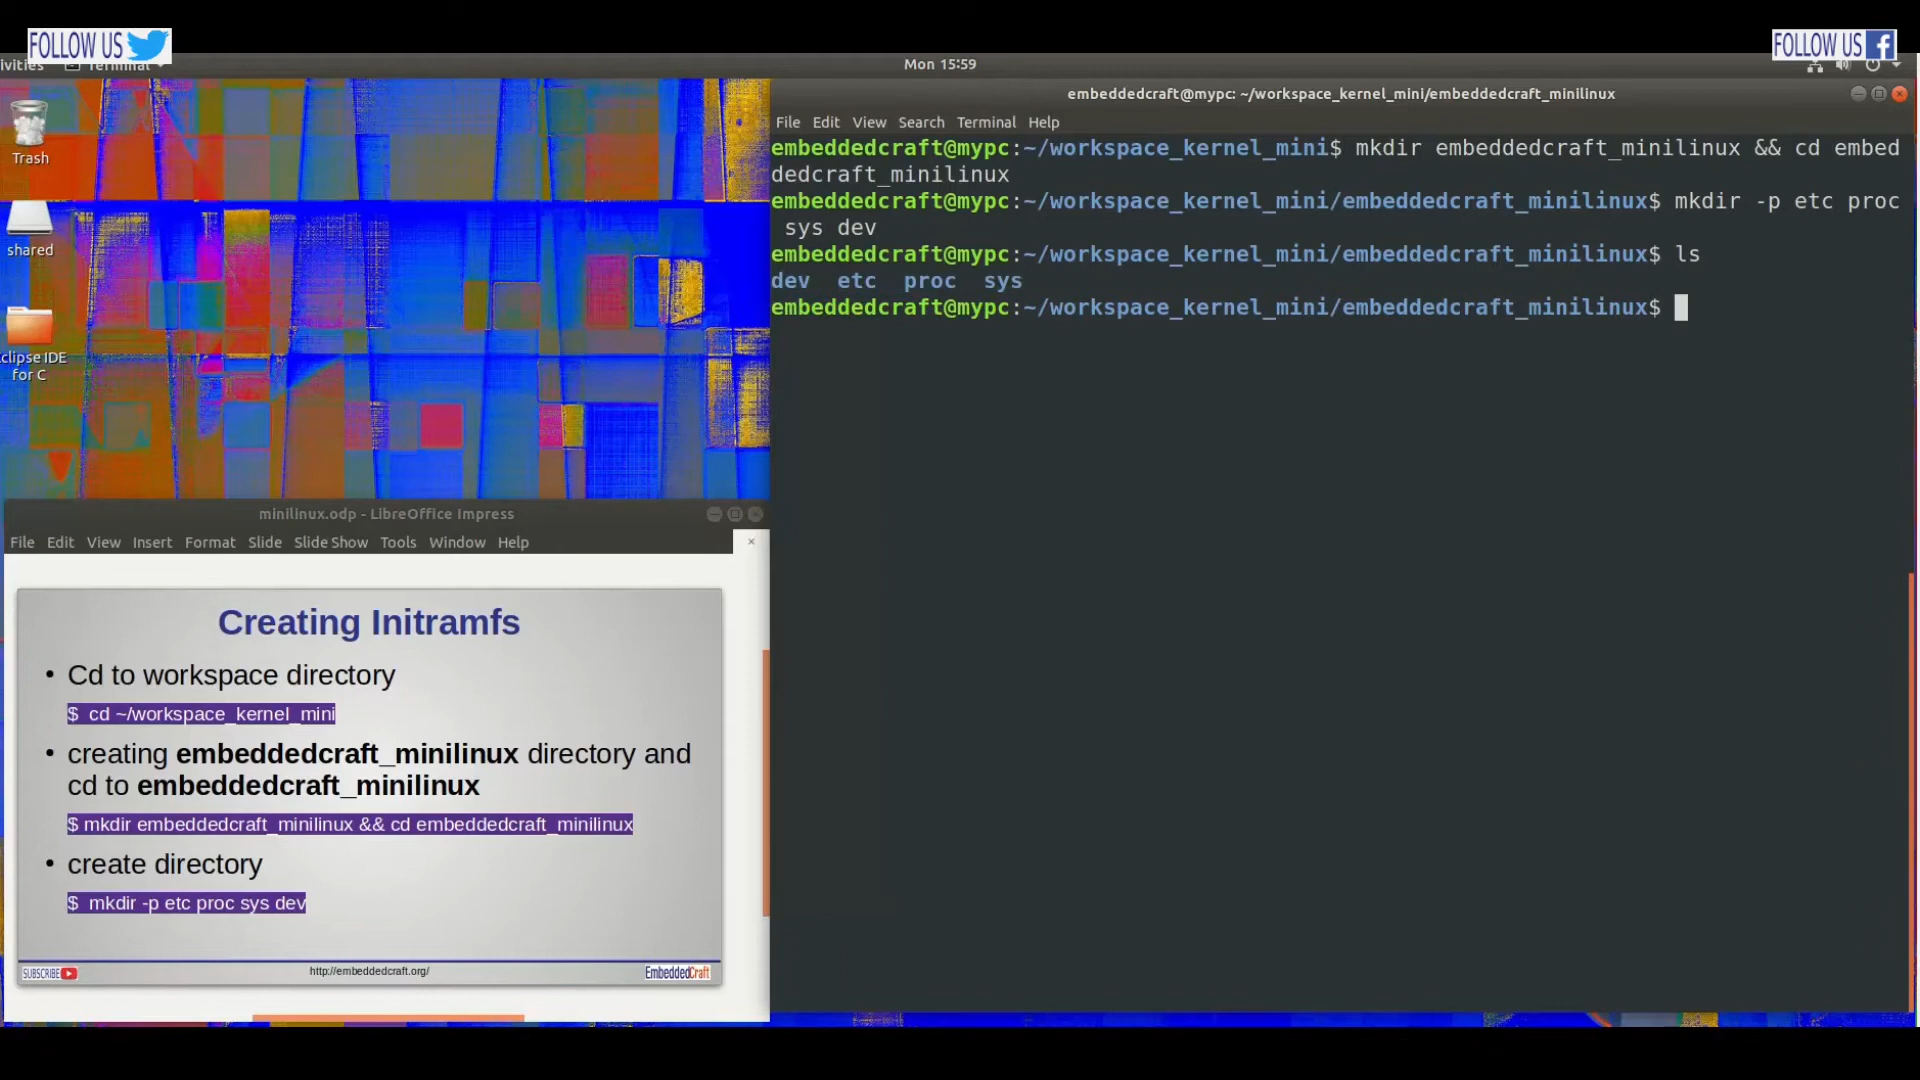 FOLLOW US
FOLLOW US
ivities Terminal
Mon 15:59
Trash
shared
clipse IDE
for C
embeddedcraft@mypc: ~/workspace_kernel_mini/embeddedcraft_minilinux
File Edit View Search Terminal Help
embeddedcraft@mypc:~/workspace_kernel_mini$ mkdir embeddedcraft_minilinux && cd embed
dedcraft_minilinux
embeddedcraft@mypc:~/workspace_kernel_mini/embeddedcraft_minilinux$ mkdir -p etc proc
sys dev
embeddedcraft@mypc:~/workspace_kernel_mini/embeddedcraft_minilinux$ ls
dev etc proc sys
embeddedcraft@mypc:~/workspace_kernel_mini/embeddedcraft_minilinux$
minilinux.odp - LibreOffice Impress
File Edit View Insert Format Slide Slide Show Tools Window Help
Creating Initramfs
• Cd to workspace directory
$ cd ~/workspace_kernel_mini
• creating embeddedcraft_minilinux directory and
cd to embeddedcraft_minilinux
$ mkdir embeddedcraft_minilinux && cd embeddedcraft_minilinux
• create directory
$ mkdir -p etc proc sys dev
SUBSCRIBE
http://embeddedcraft.org/
EmbeddedCraft